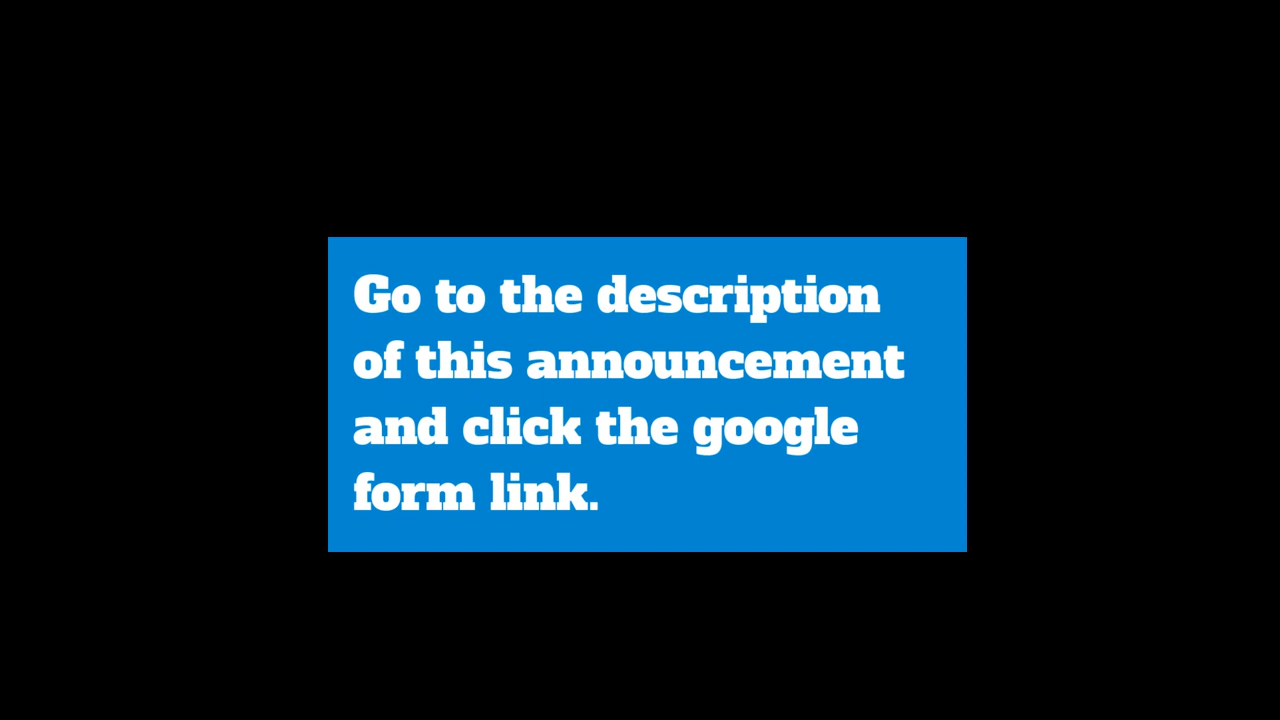 Go to the description
of this announcement
and click the google
form link.